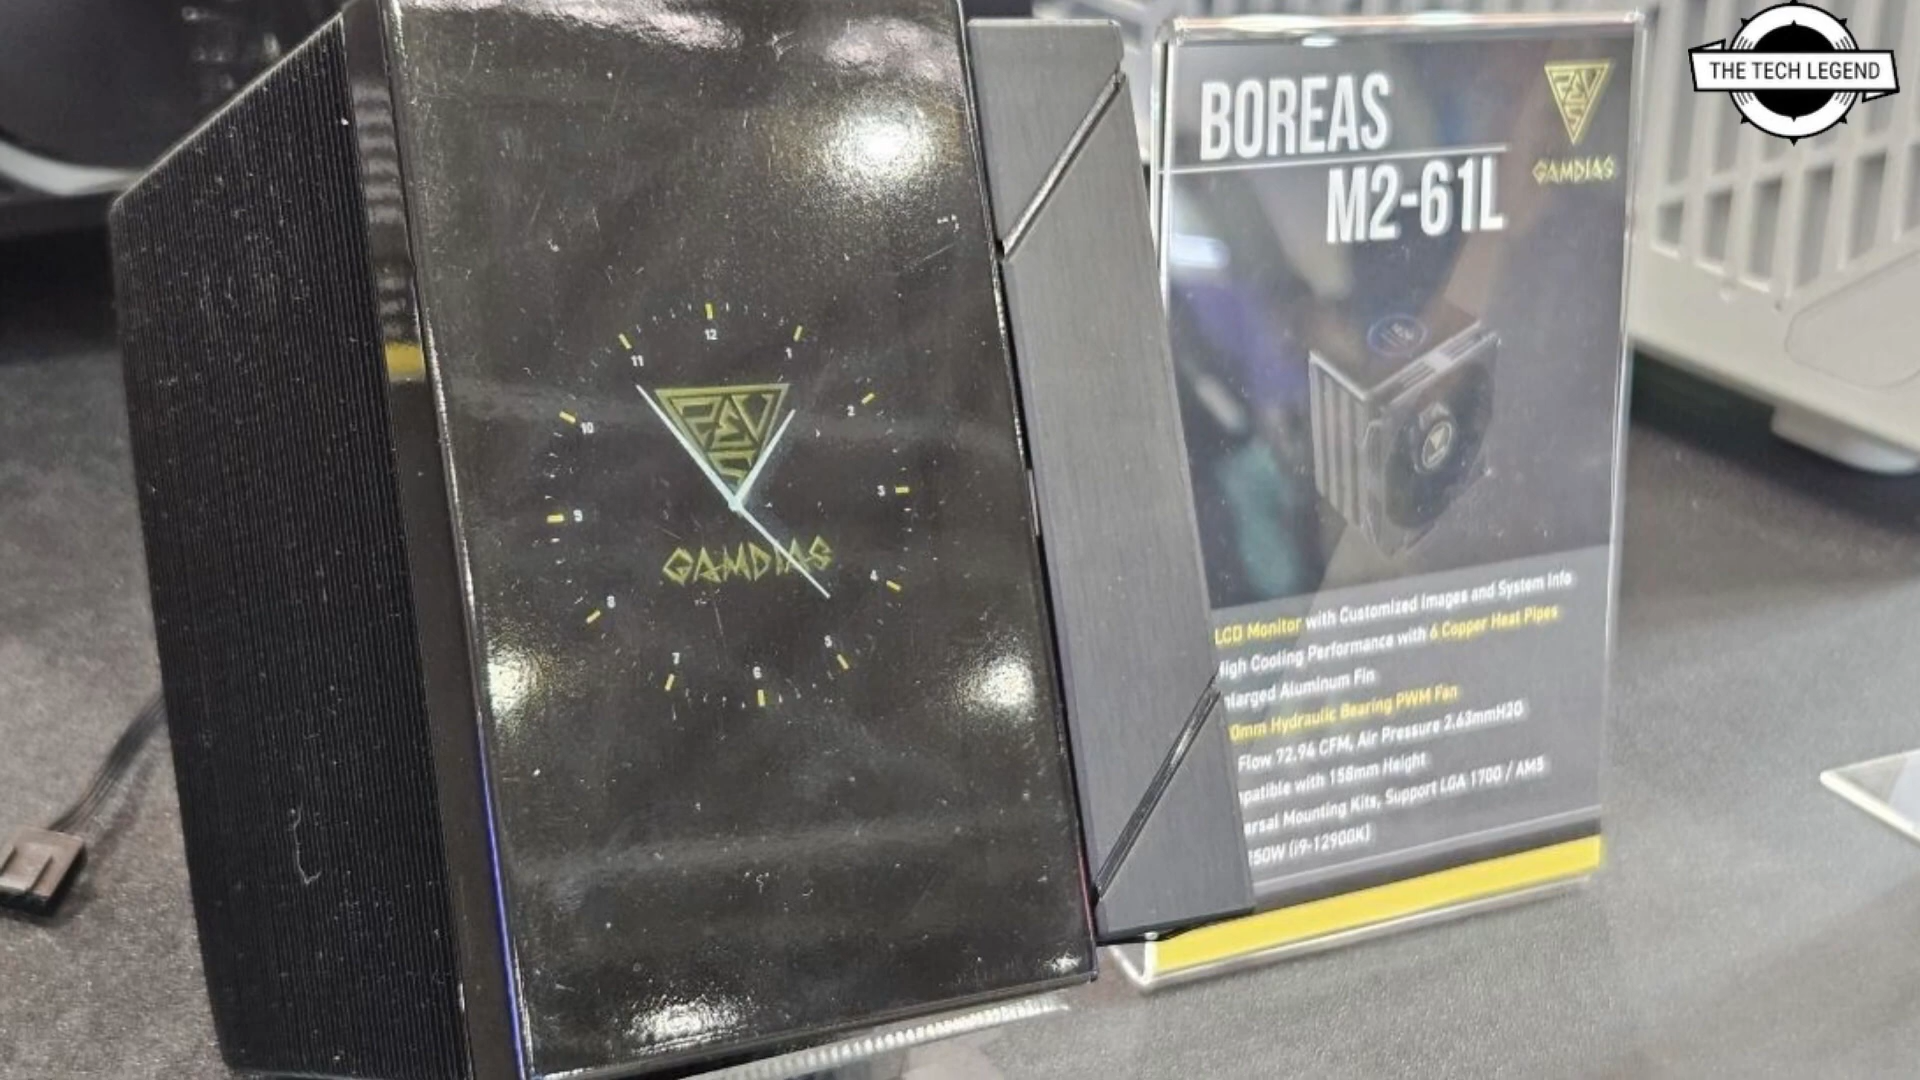 THE TECH LEGEND
BOREAS
M2-61L
GAMDIAS
12
1
2
3
4
5
6
7
8
9
10
11
GAMDIAS
LCD Monitor with Customized Images and System Info
High Cooling Performance with 6 Copper Heat Pipes
nlarged Aluminum Fin
0mm Hydraulic Bearing PWM Fan
Flow 72.94 CFM, Air Pressure 2.63mmH2O
patible with 158mm Height
ersal Mounting Kits, Support LGA 1700 / AM5
250W (i9-12900K)